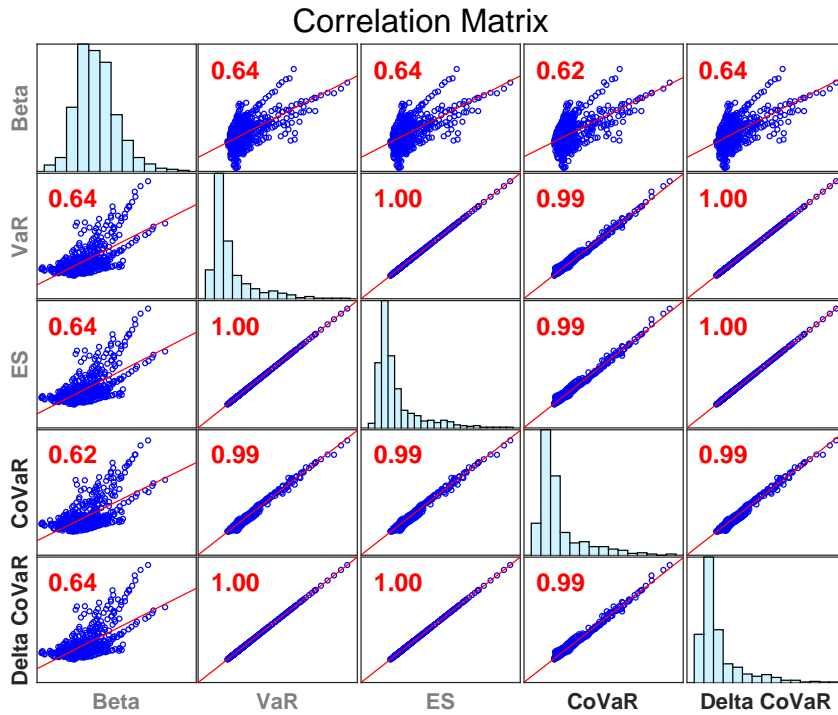 Correlation Matrix
Beta
0.64
0.64
0.62
0.64
VaR
0.64
1.00
0.99
1.00
ES
0.64
1.00
0.99
1.00
CoVaR
0.62
0.99
0.99
0.99
Delta CoVaR
0.64
1.00
1.00
0.99
Beta
VaR
ES
CoVaR
Delta CoVaR